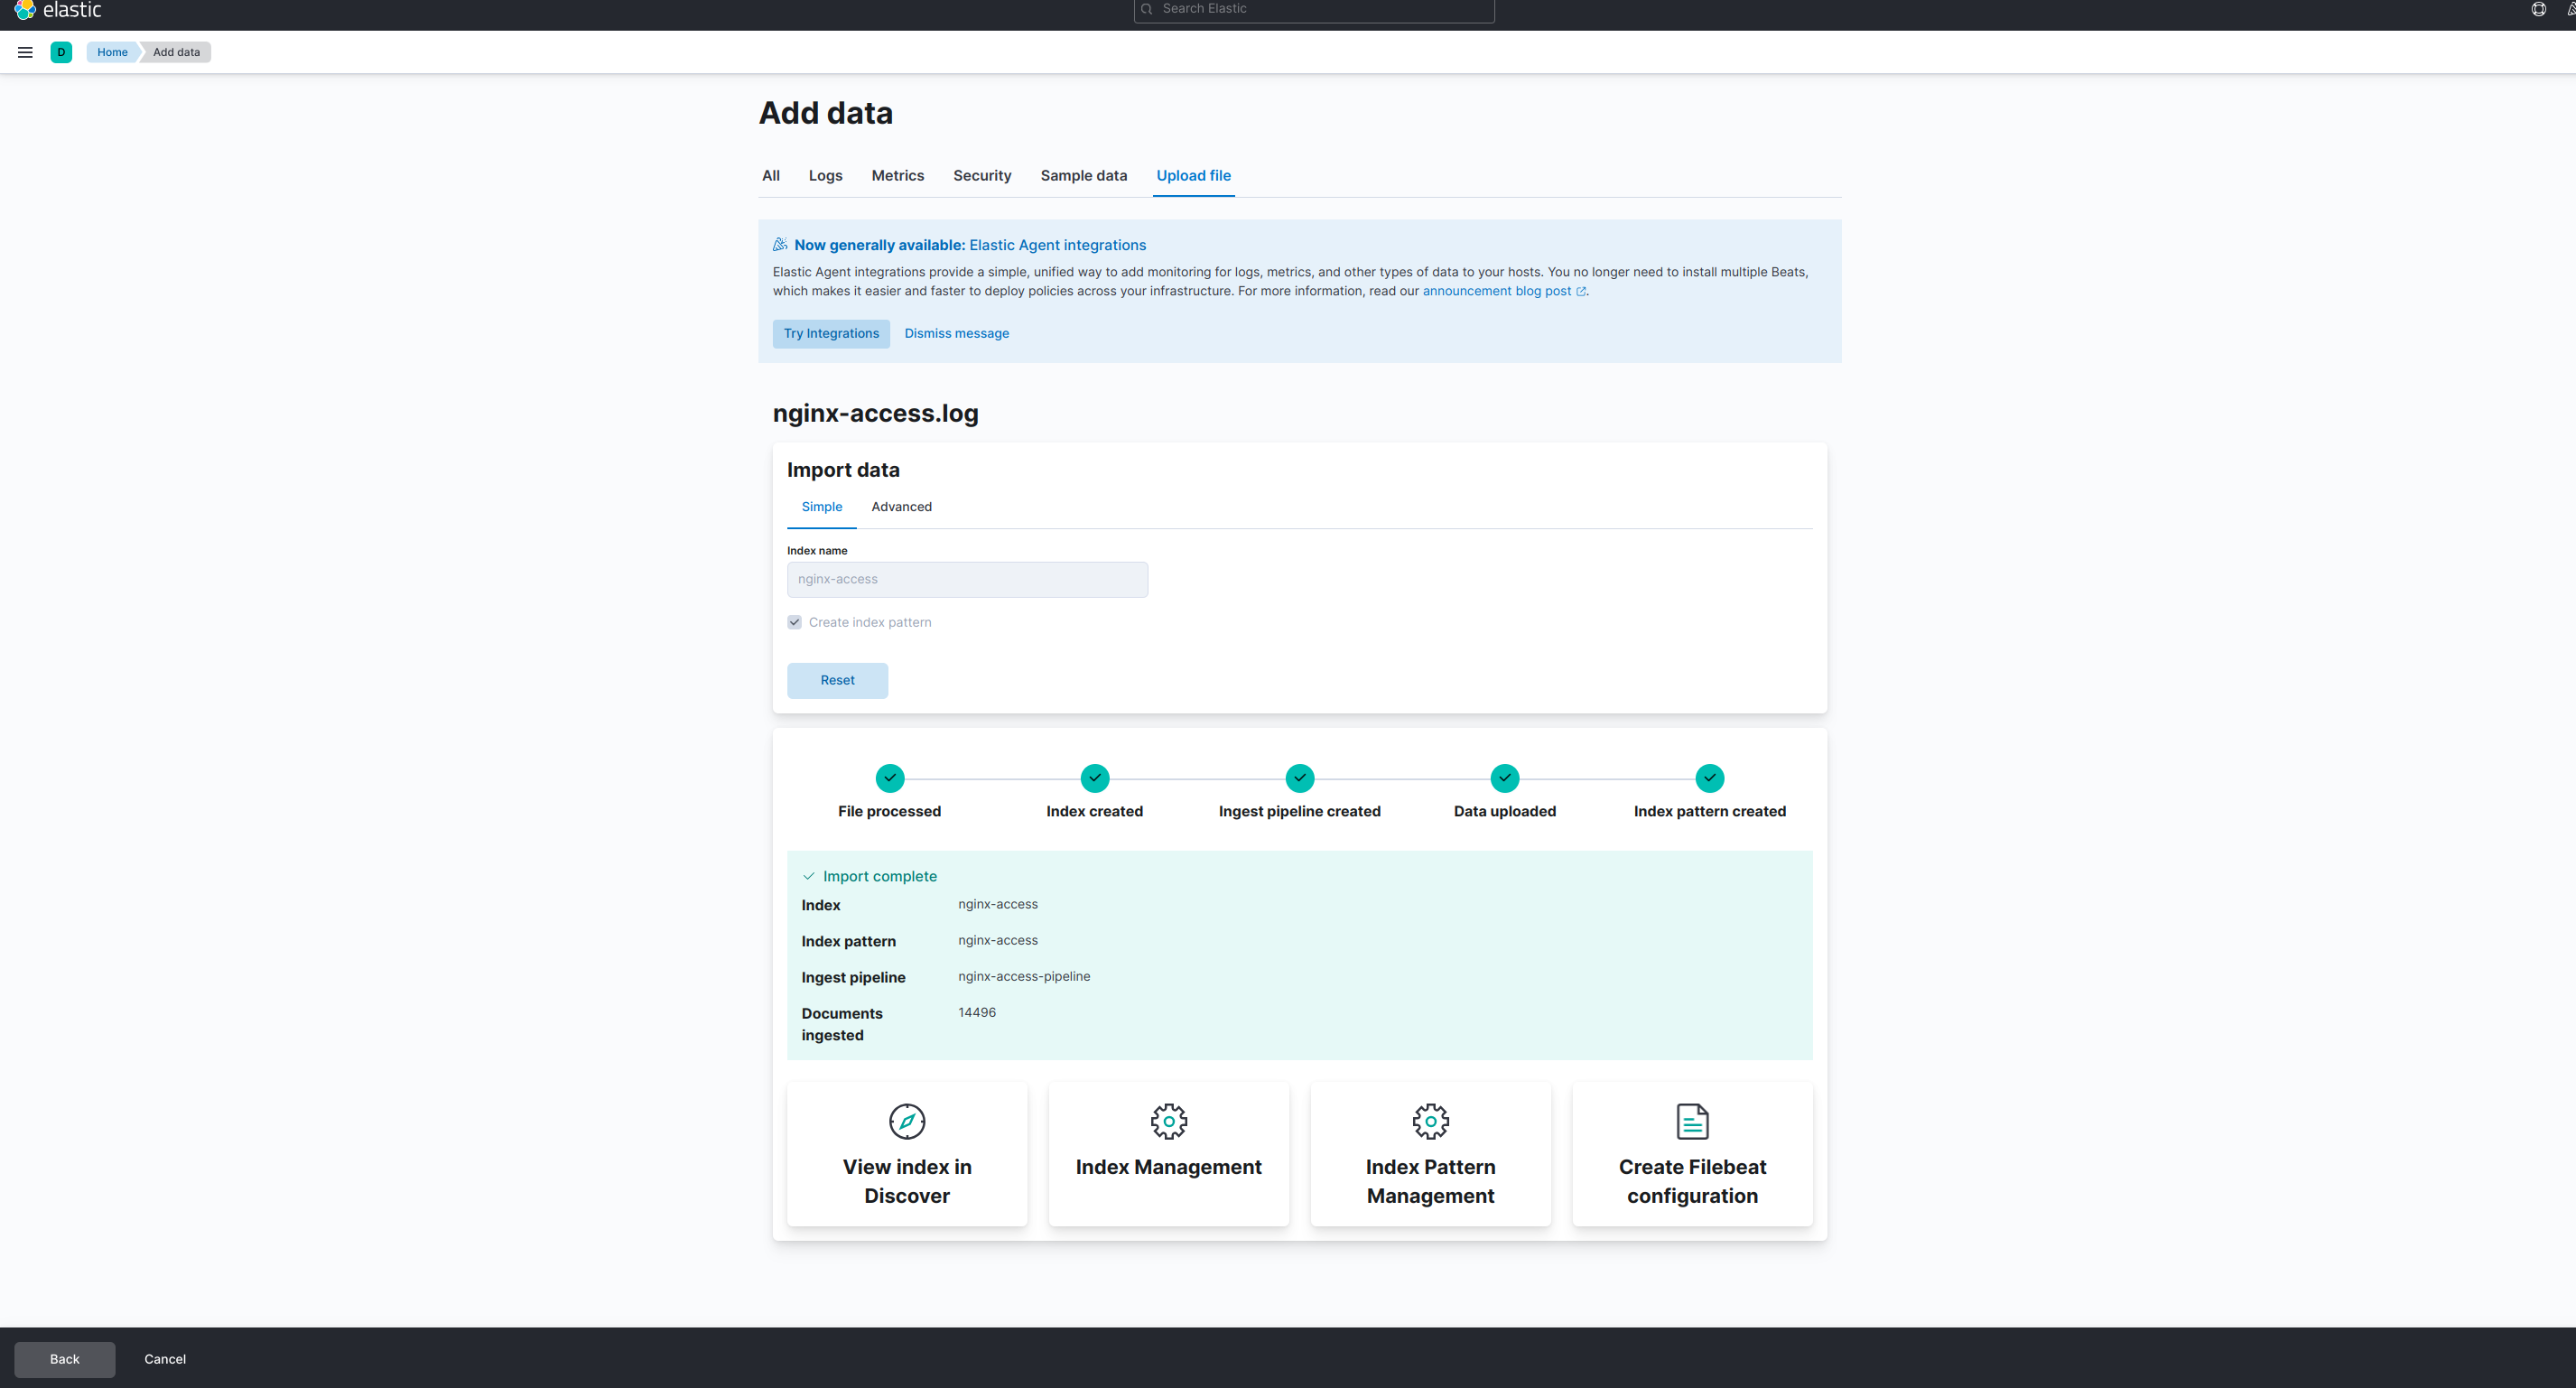 elastic
Search Elastic
D
Home
Add data
Add data
All
Logs
Metrics
Security
Sample data
Upload file
Now generally available: Elastic Agent integrations
Elastic Agent integrations provide a simple, unified way to add monitoring for logs, metrics, and other types of data to your hosts. You no longer need to install multiple Beats,
which makes it easier and faster to deploy policies across your infrastructure. For more information, read our announcement blog post.
Try Integrations
Dismiss message
nginx-access.log
Import data
Simple
Advanced
Index name
nginx-access
Create index pattern
Reset
File processed
Index created
Ingest pipeline created
Data uploaded
Index pattern created
Import complete
Index
nginx-access
Index pattern
nginx-access
Ingest pipeline
nginx-access-pipeline
Documents
ingested
14496
View index in
Discover
Index Management
Index Pattern
Management
Create Filebeat
configuration
Back
Cancel